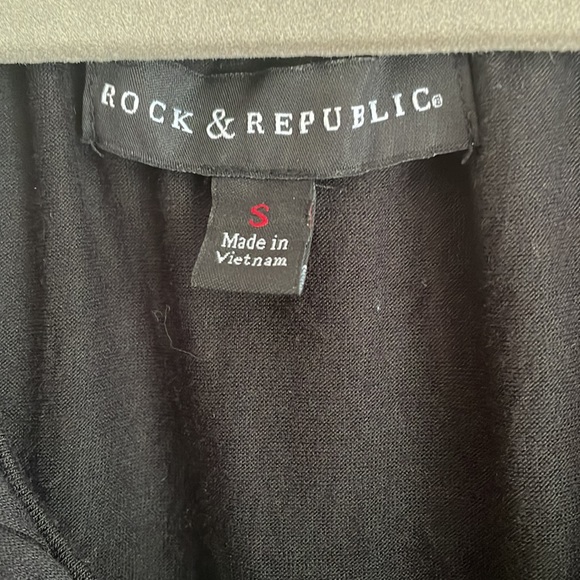 ROCK & REPUBLIC®
S
Made in
Vietnam